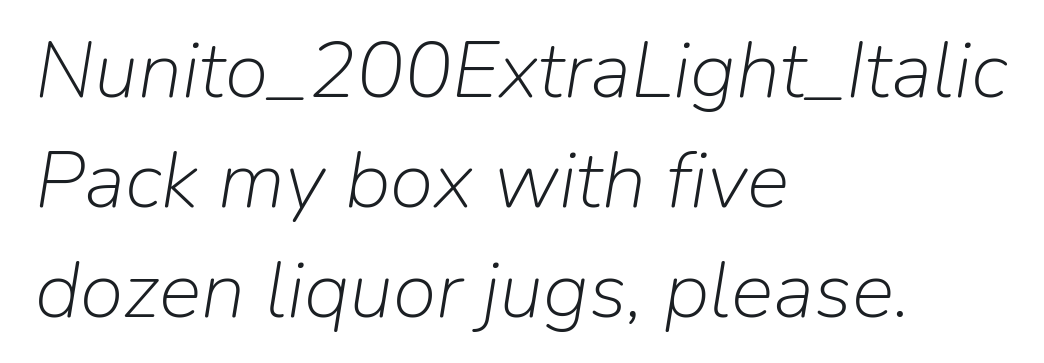 Nunito_200ExtraLight_Italic
Pack my box with five
dozen liquor jugs, please.